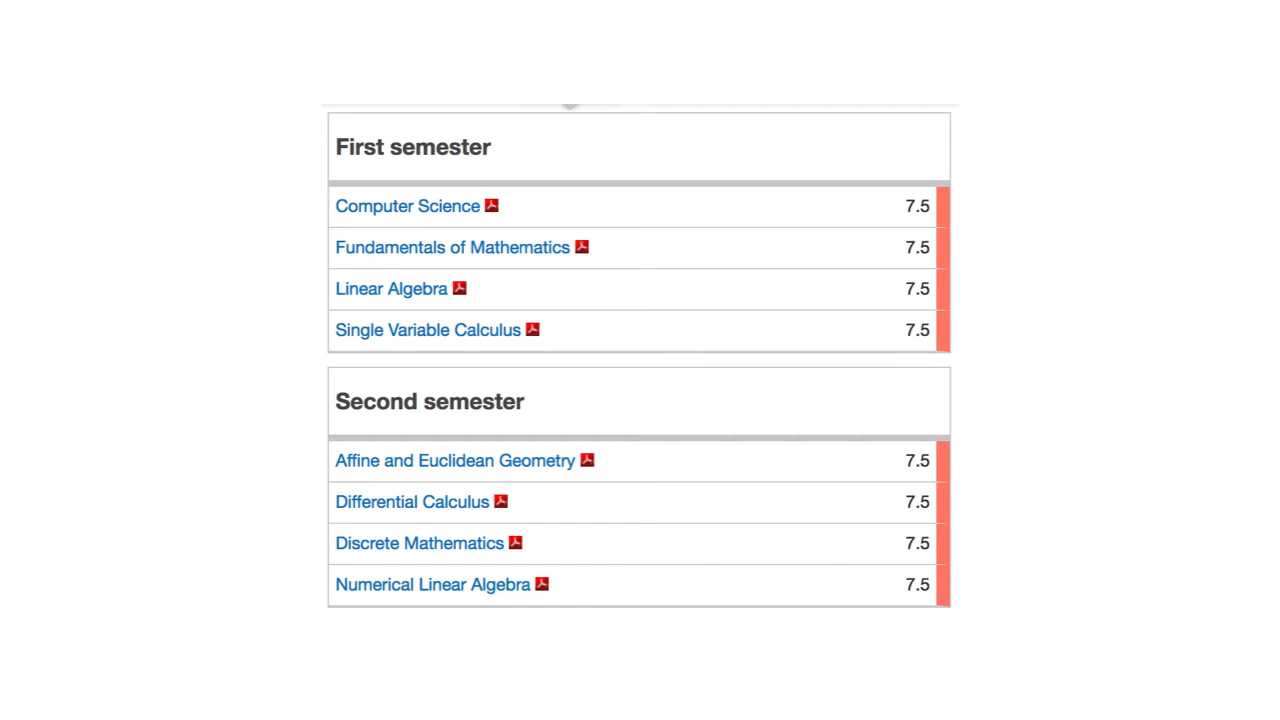 First semester
Computer Science 7.5
Fundamentals of Mathematics 7.5
Linear Algebra 7.5
Single Variable Calculus 7.5
Second semester
Affine and Euclidean Geometry 7.5
Differential Calculus 7.5
Discrete Mathematics 7.5
Numerical Linear Algebra 7.5